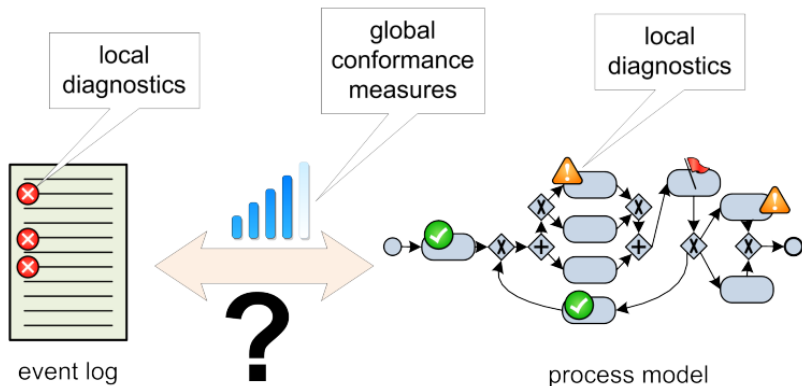 local
diagnostics
global
conformance
measures
local
diagnostics
?
event log
process model